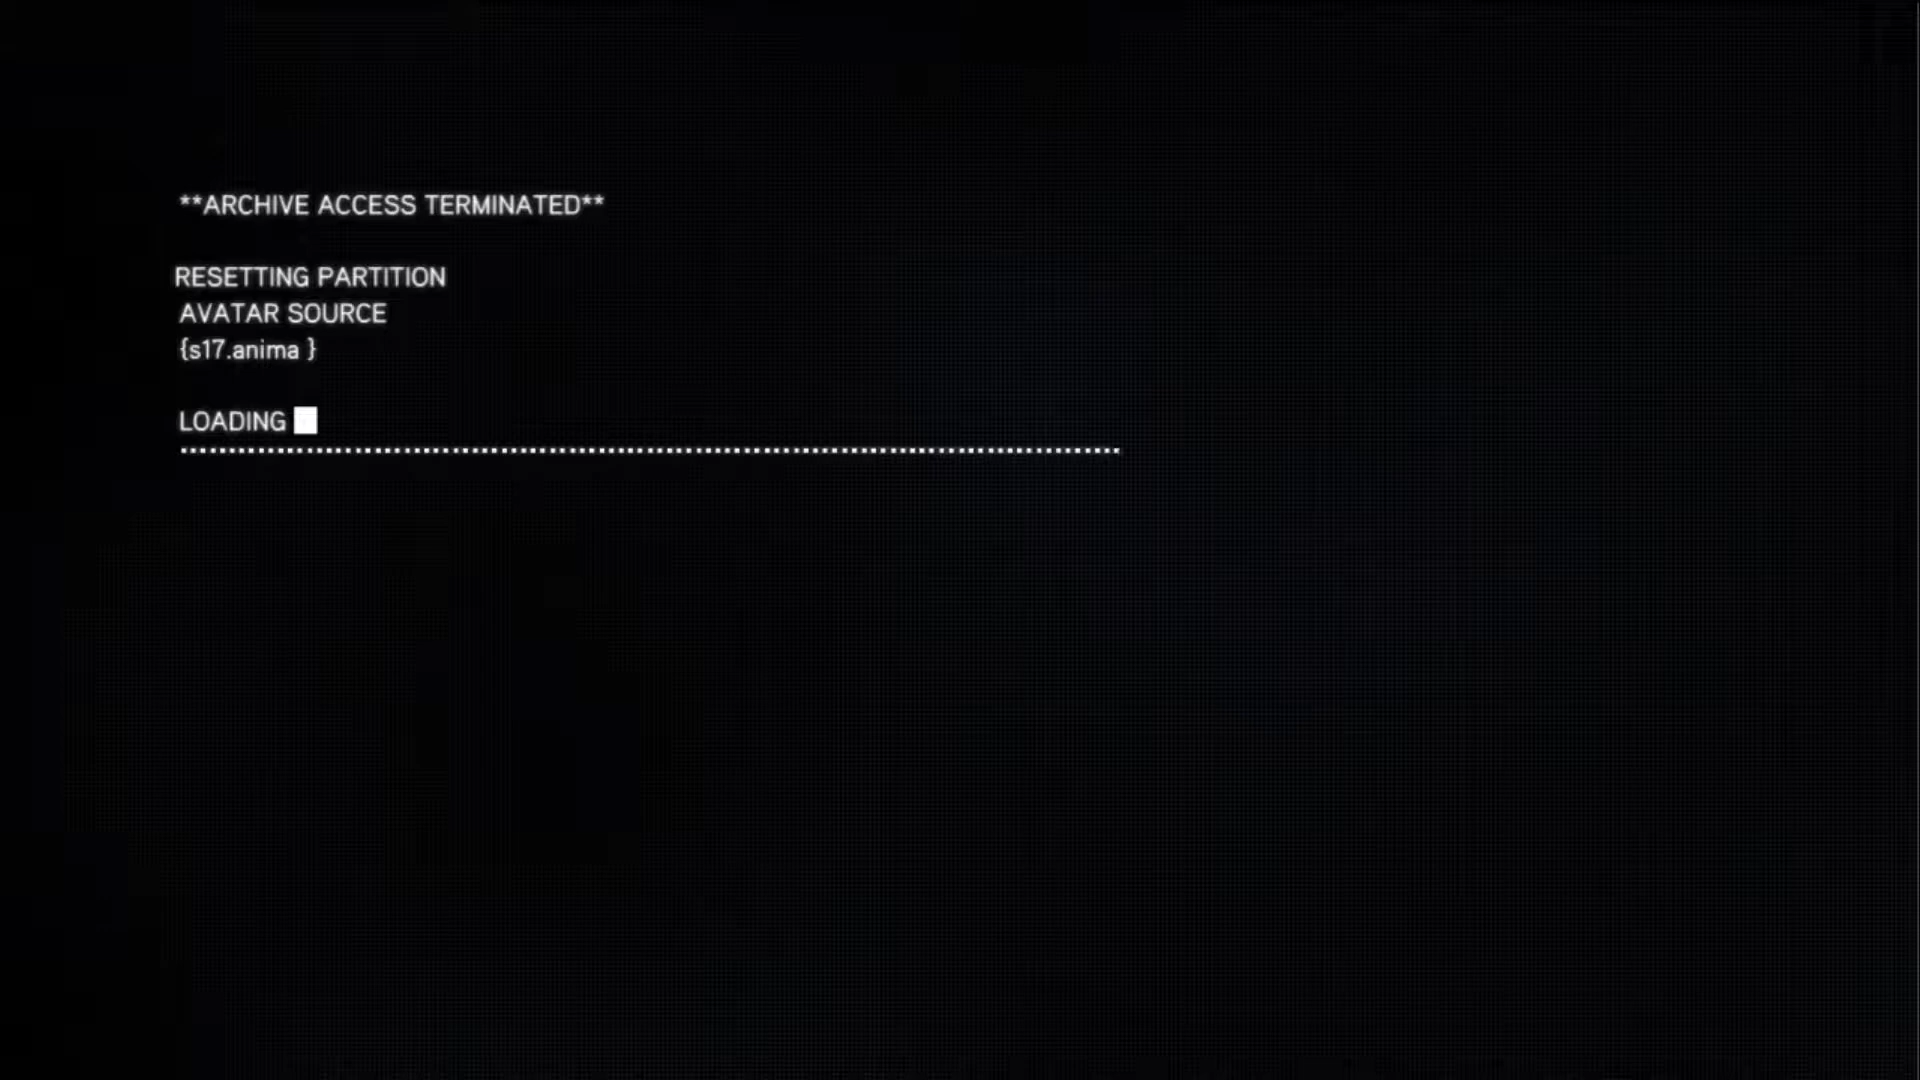 **ARCHIVE ACCESS TERMINATED**
RESETTING PARTITION
AVATAR SOURCE
{s17.anima }
LOADING